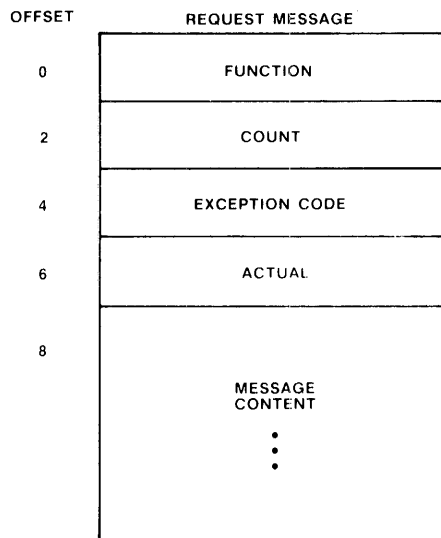 OFFSET REQUEST MESSAGE
0 FUNCTION
2 COUNT
4 EXCEPTION CODE
6 ACTUAL
8
MESSAGE
CONTENT